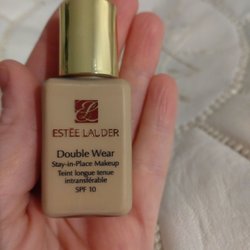 ESTĒE LAUDER
Double Wear
Stay-in-Place Makeup
Teint longue tenue
intransférable
SPF 10